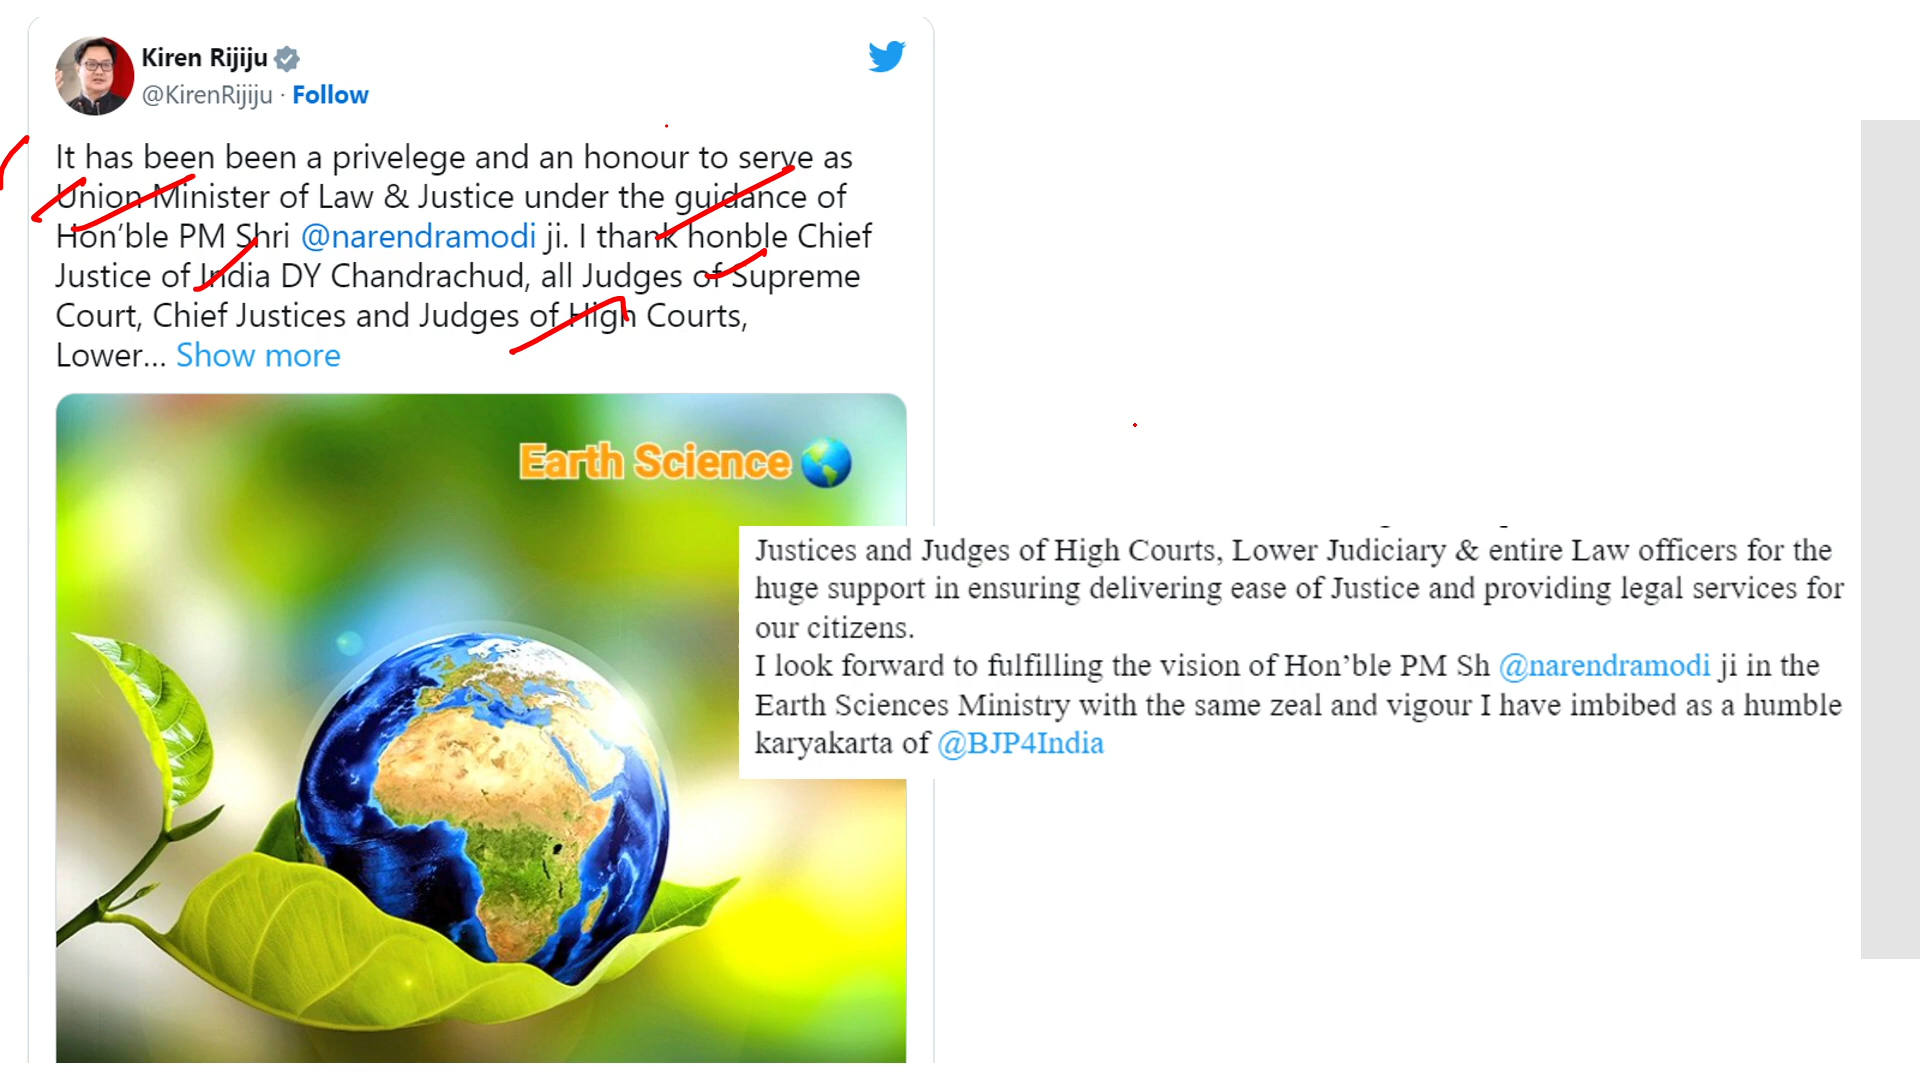 Kiren Rijiju
@KirenRijiju · Follow
It has been been a privelege and an honour to serve as
Union Minister of Law & Justice under the guidance of
Hon’ble PM Shri @narendramodi ji. I thank honble Chief
Justice of India DY Chandrachud, all Judges of Supreme
Court, Chief Justices and Judges of High Courts,
Lower... Show more
Earth Science
Justices and Judges of High Courts, Lower Judiciary & entire Law officers for the
huge support in ensuring delivering ease of Justice and providing legal services for
our citizens.
I look forward to fulfilling the vision of Hon’ble PM Sh @narendramodi ji in the
Earth Sciences Ministry with the same zeal and vigour I have imbibed as a humble
karyakarta of @BJP4India